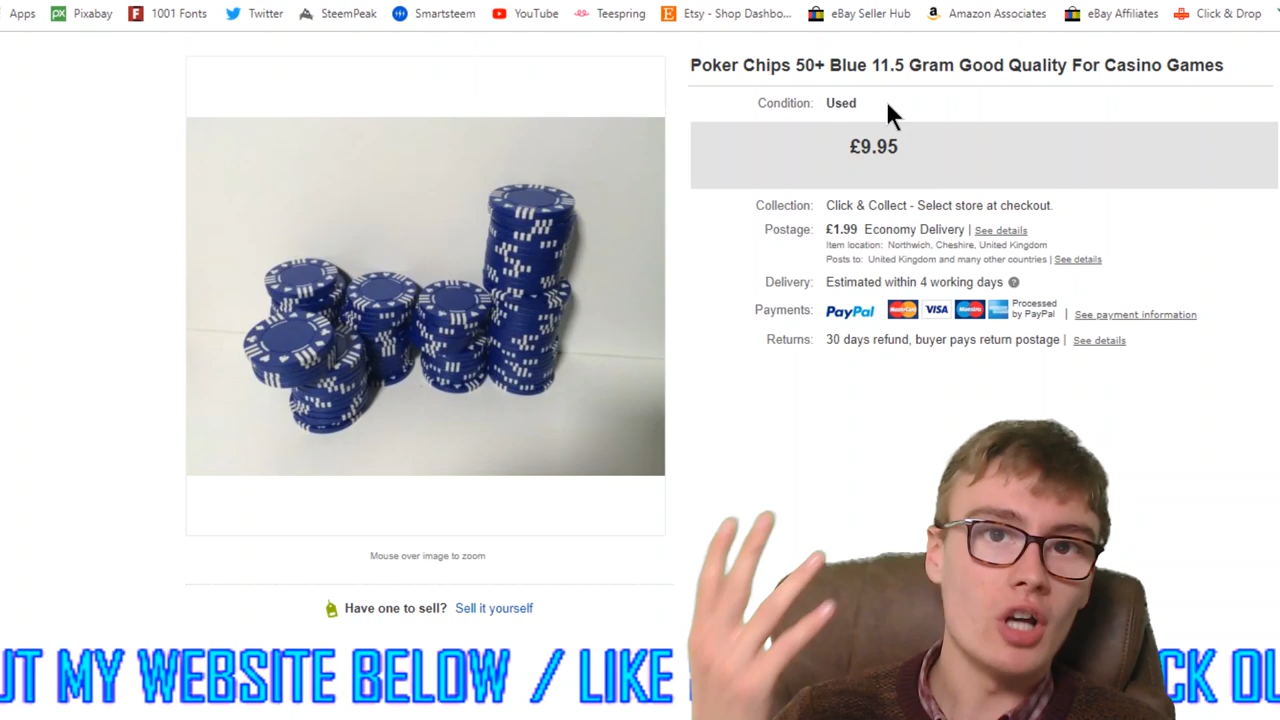 Apps Pixabay 1001 Fonts Twitter SteemPeak Smartsteem YouTube Teespring Etsy - Shop Dashbo... eBay Seller Hub Amazon Associates eBay Affiliates Click & Drop
Poker Chips 50+ Blue 11.5 Gram Good Quality For Casino Games
Condition: Used
£9.95
Collection: Click & Collect - Select store at checkout.
Postage: £1.99 Economy Delivery | See details
Item location: Northwich, Cheshire, United Kingdom
Posts to: United Kingdom and many other countries | See details
Delivery: Estimated within 4 working days
Payments: PayPal MasterCard VISA Maestro Processed by PayPal | See payment information
Returns: 30 days refund, buyer pays return postage | See details
Mouse over image to zoom
Have one to sell? Sell it yourself
UT MY WEBSITE BELOW / LIKE CK OU